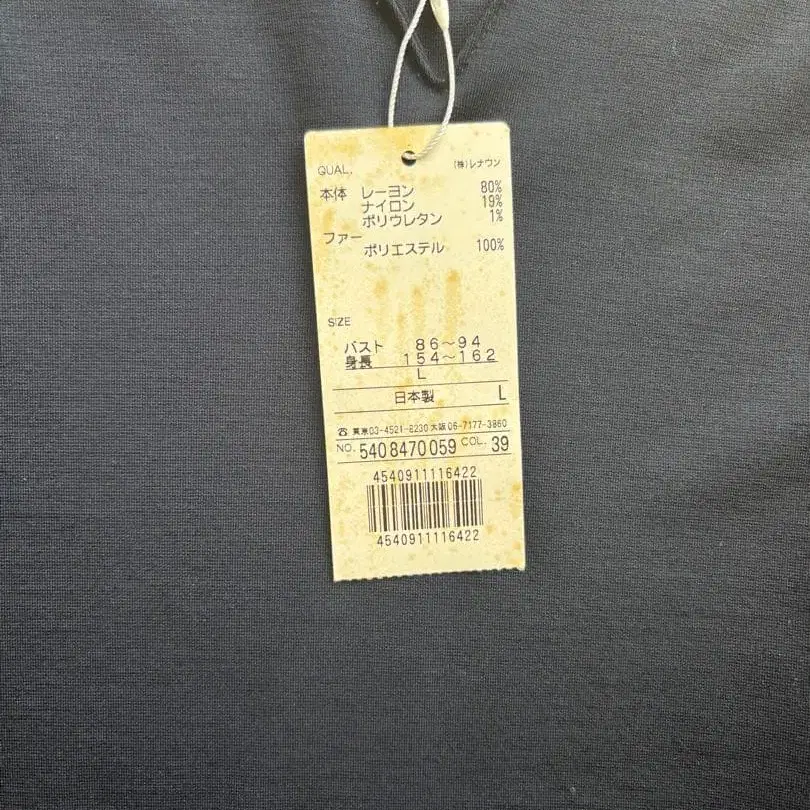 QUAL. (株)レナウン
本体 レーヨン 80%
ナイロン 19%
ポリウレタン 1%
ファー
ポリエステル 100%
SIZE
バスト 86〜94
身長 154〜162
L
日本製 L
☎ 東京03-4521-8230 大阪06-7177-3860
NO. 5408470059 COL. 39
4540911116422
4540911116422